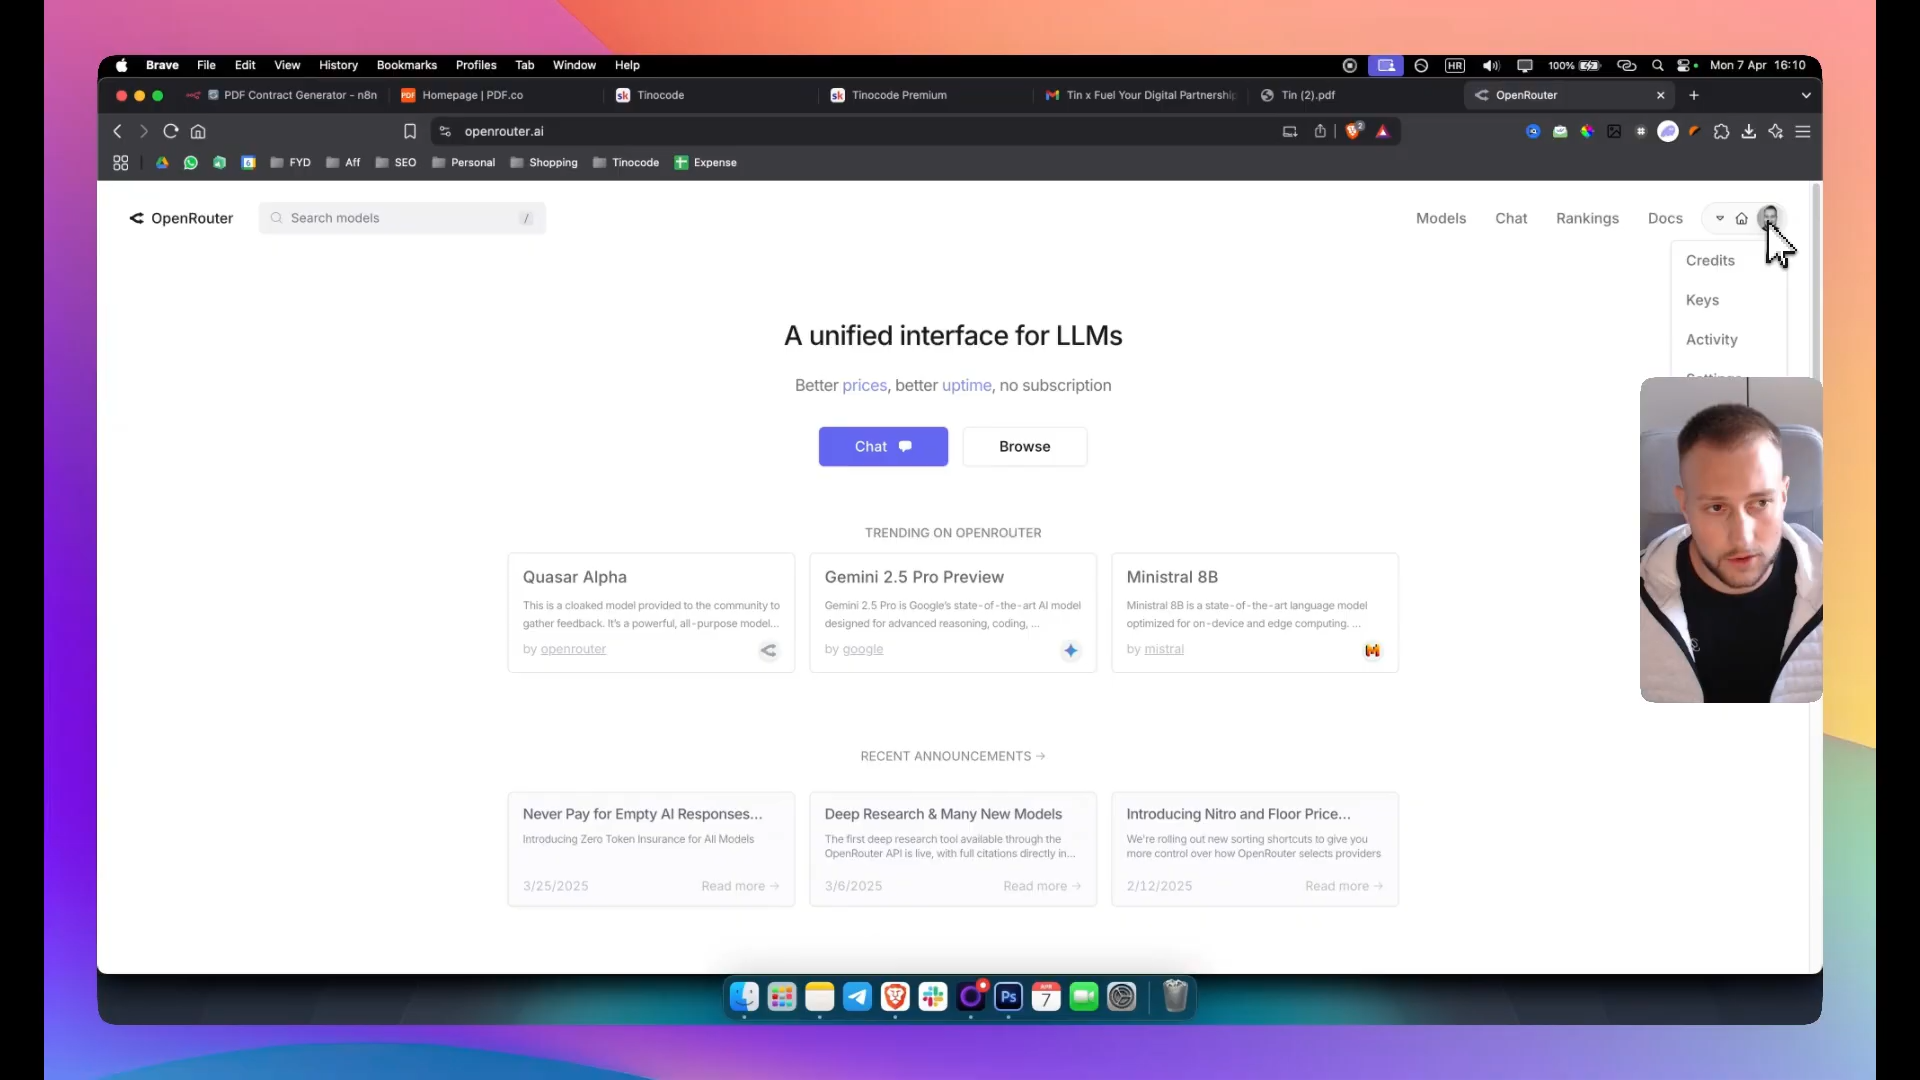 Brave File Edit View History Bookmarks Profiles Tab Window Help HR 100% Mon 7 Apr 16:10
PDF Contract Generator - n8n Homepage | PDF.co Tinocode Tinocode Premium Tin x Fuel Your Digital Partnership Tin (2).pdf OpenRouter
openrouter.ai 2
FYD Aff SEO Personal Shopping Tinocode Expense
OpenRouter Search models / Models Chat Rankings Docs
Credits
Keys
Activity
Settings
A unified interface for LLMs
Better prices, better uptime, no subscription
Chat Browse
TRENDING ON OPENROUTER
Quasar Alpha
This is a cloaked model provided to the community to
gather feedback. It's a powerful, all-purpose model...
by openrouter
Gemini 2.5 Pro Preview
Gemini 2.5 Pro is Google's state-of-the-art AI model
designed for advanced reasoning, coding, ...
by google
Ministral 8B
Ministral 8B is a state-of-the-art language model
optimized for on-device and edge computing. ...
by mistral
RECENT ANNOUNCEMENTS →
Never Pay for Empty AI Responses...
Introducing Zero Token Insurance for All Models
3/25/2025 Read more →
Deep Research & Many New Models
The first deep research tool available through the
OpenRouter API is live, with full citations directly in...
3/6/2025 Read more →
Introducing Nitro and Floor Price...
We're rolling out new sorting shortcuts to give you
more control over how OpenRouter selects providers
2/12/2025 Read more →
Ps APR 7